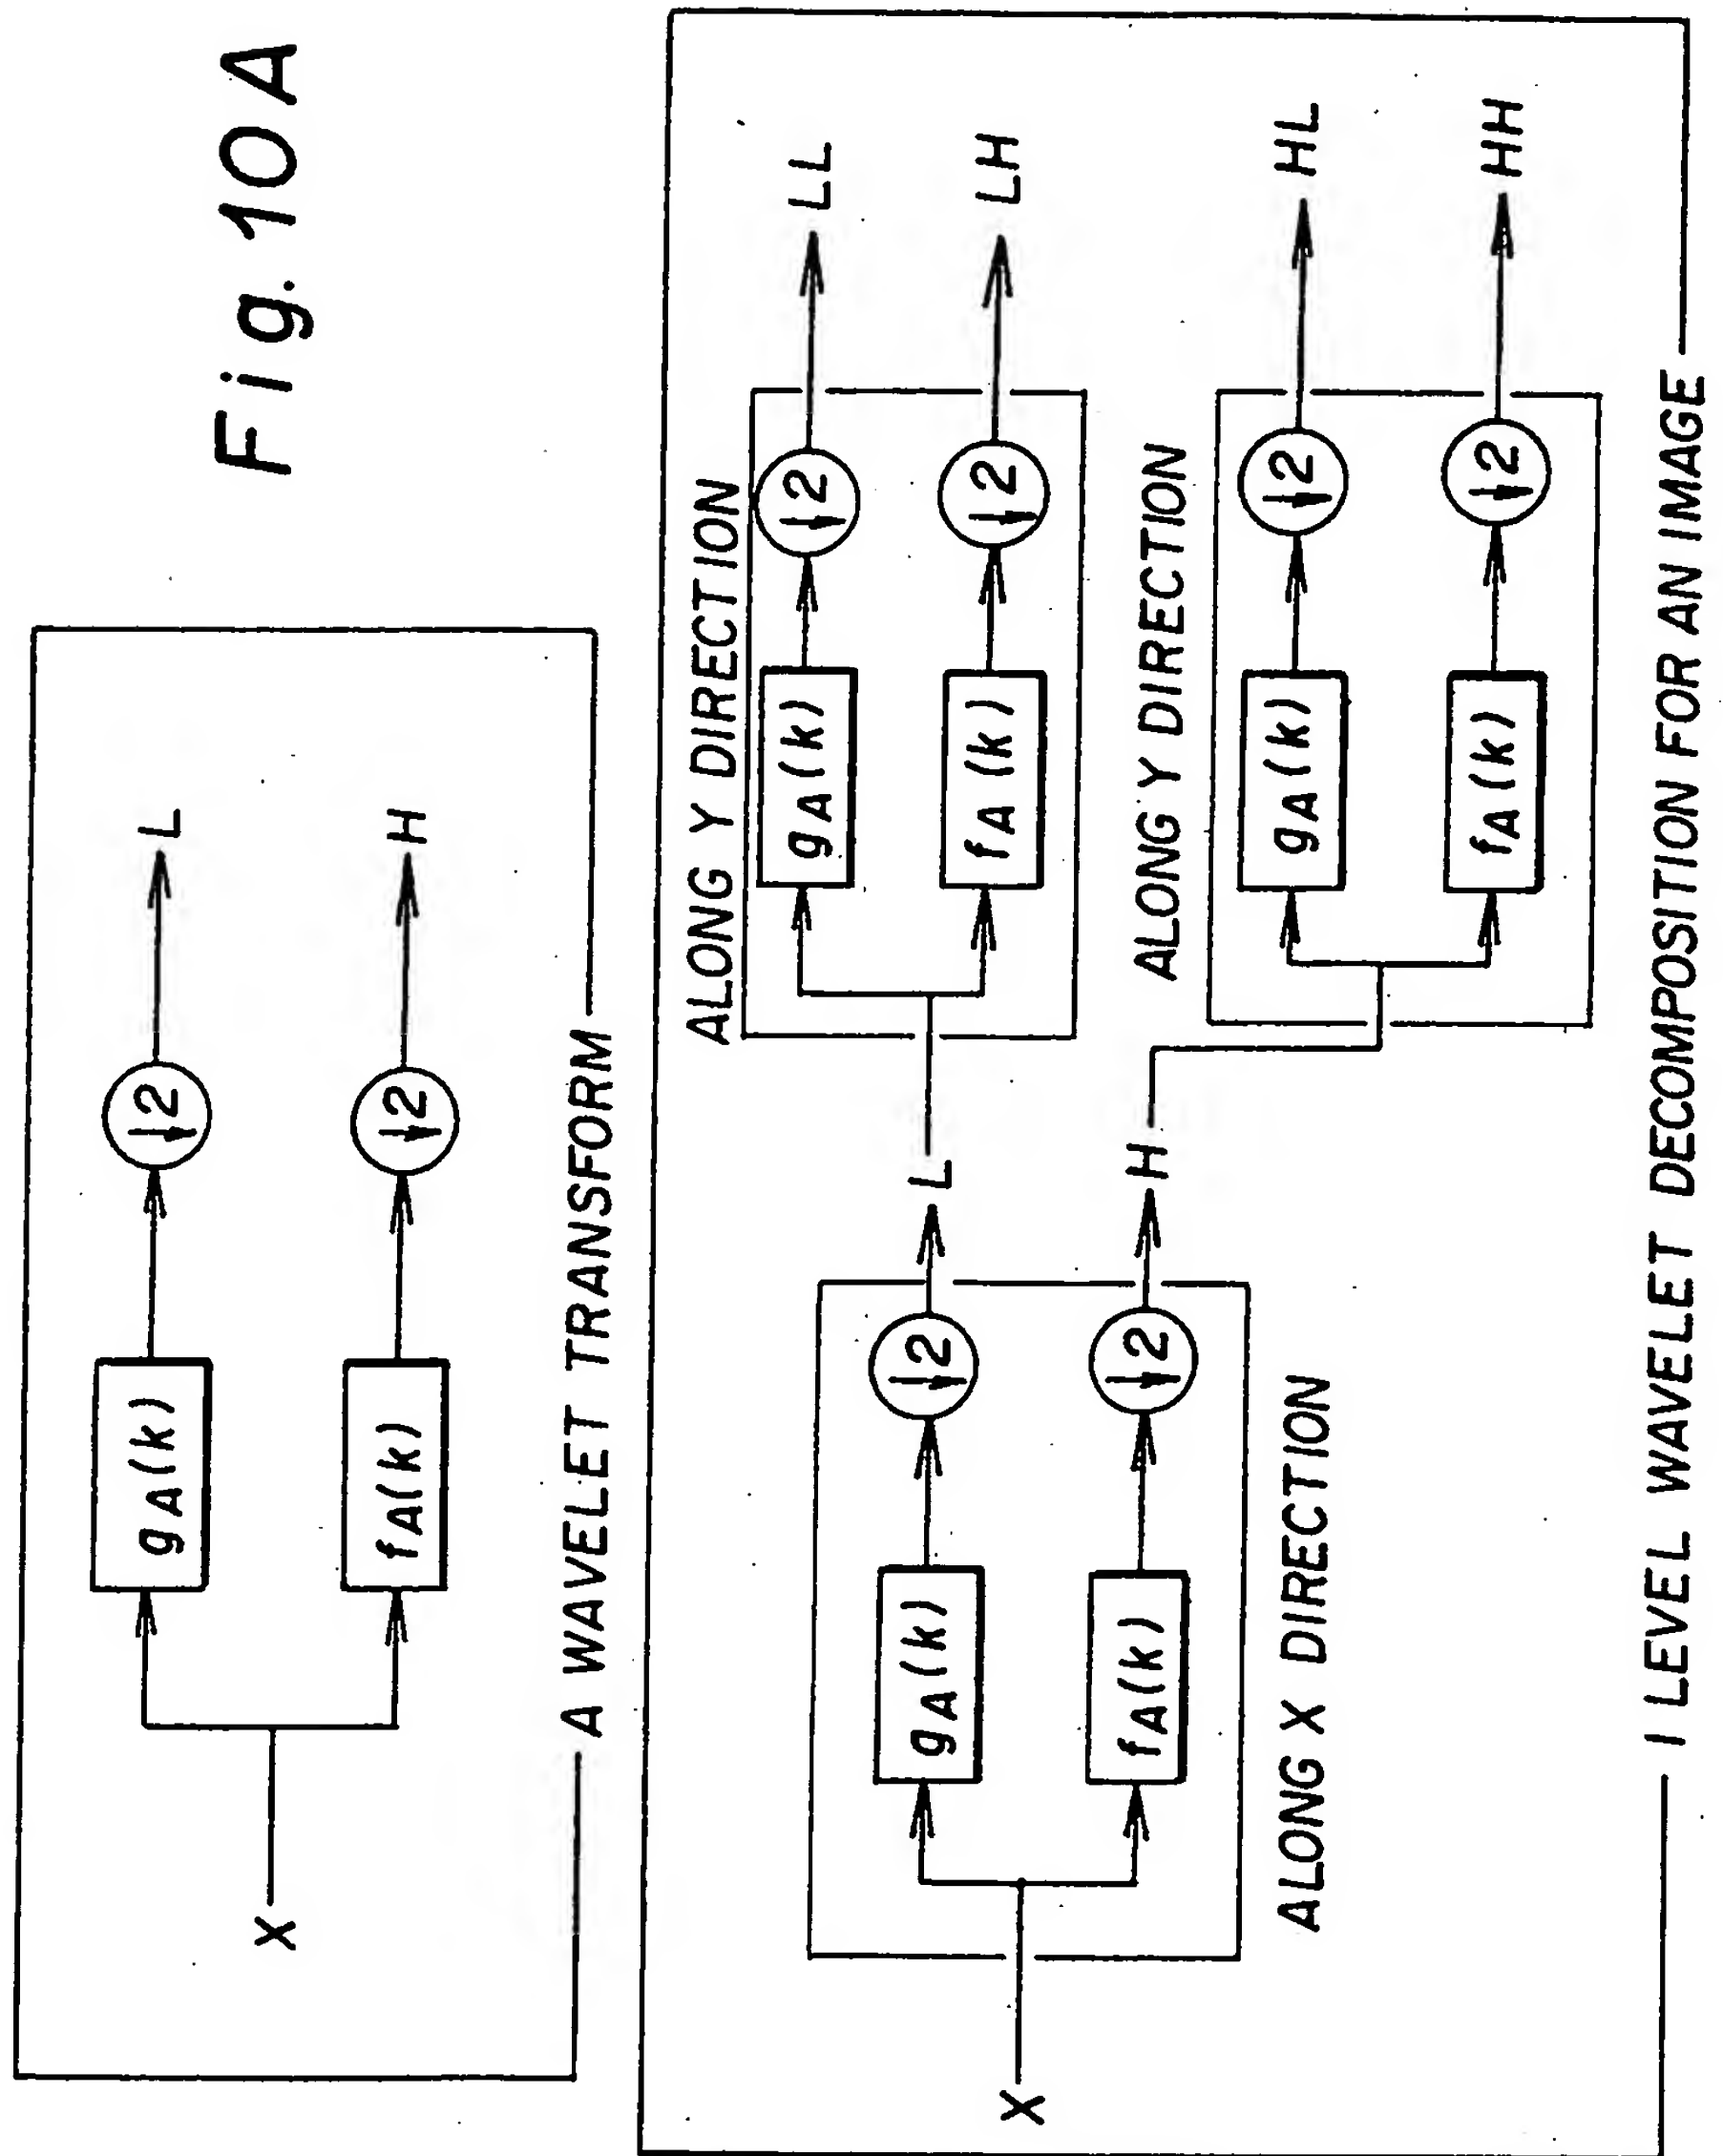 Fig. 10A
X
gA(k)
↓2
L
fA(k)
↓2
H
A WAVELET TRANSFORM
X
gA(k)
↓2
L
fA(k)
↓2
H
ALONG X DIRECTION
ALONG Y DIRECTION
gA(k)
↓2
LL
fA(k)
↓2
LH
ALONG Y DIRECTION
gA(k)
↓2
HL
fA(k)
↓2
HH
1 LEVEL WAVELET DECOMPOSITION FOR AN IMAGE